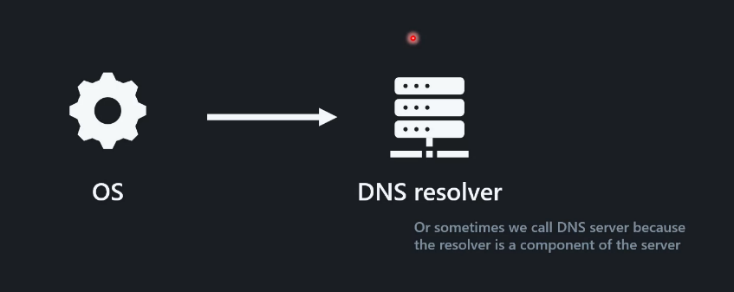 OS
DNS resolver
Or sometimes we call DNS server because
the resolver is a component of the server